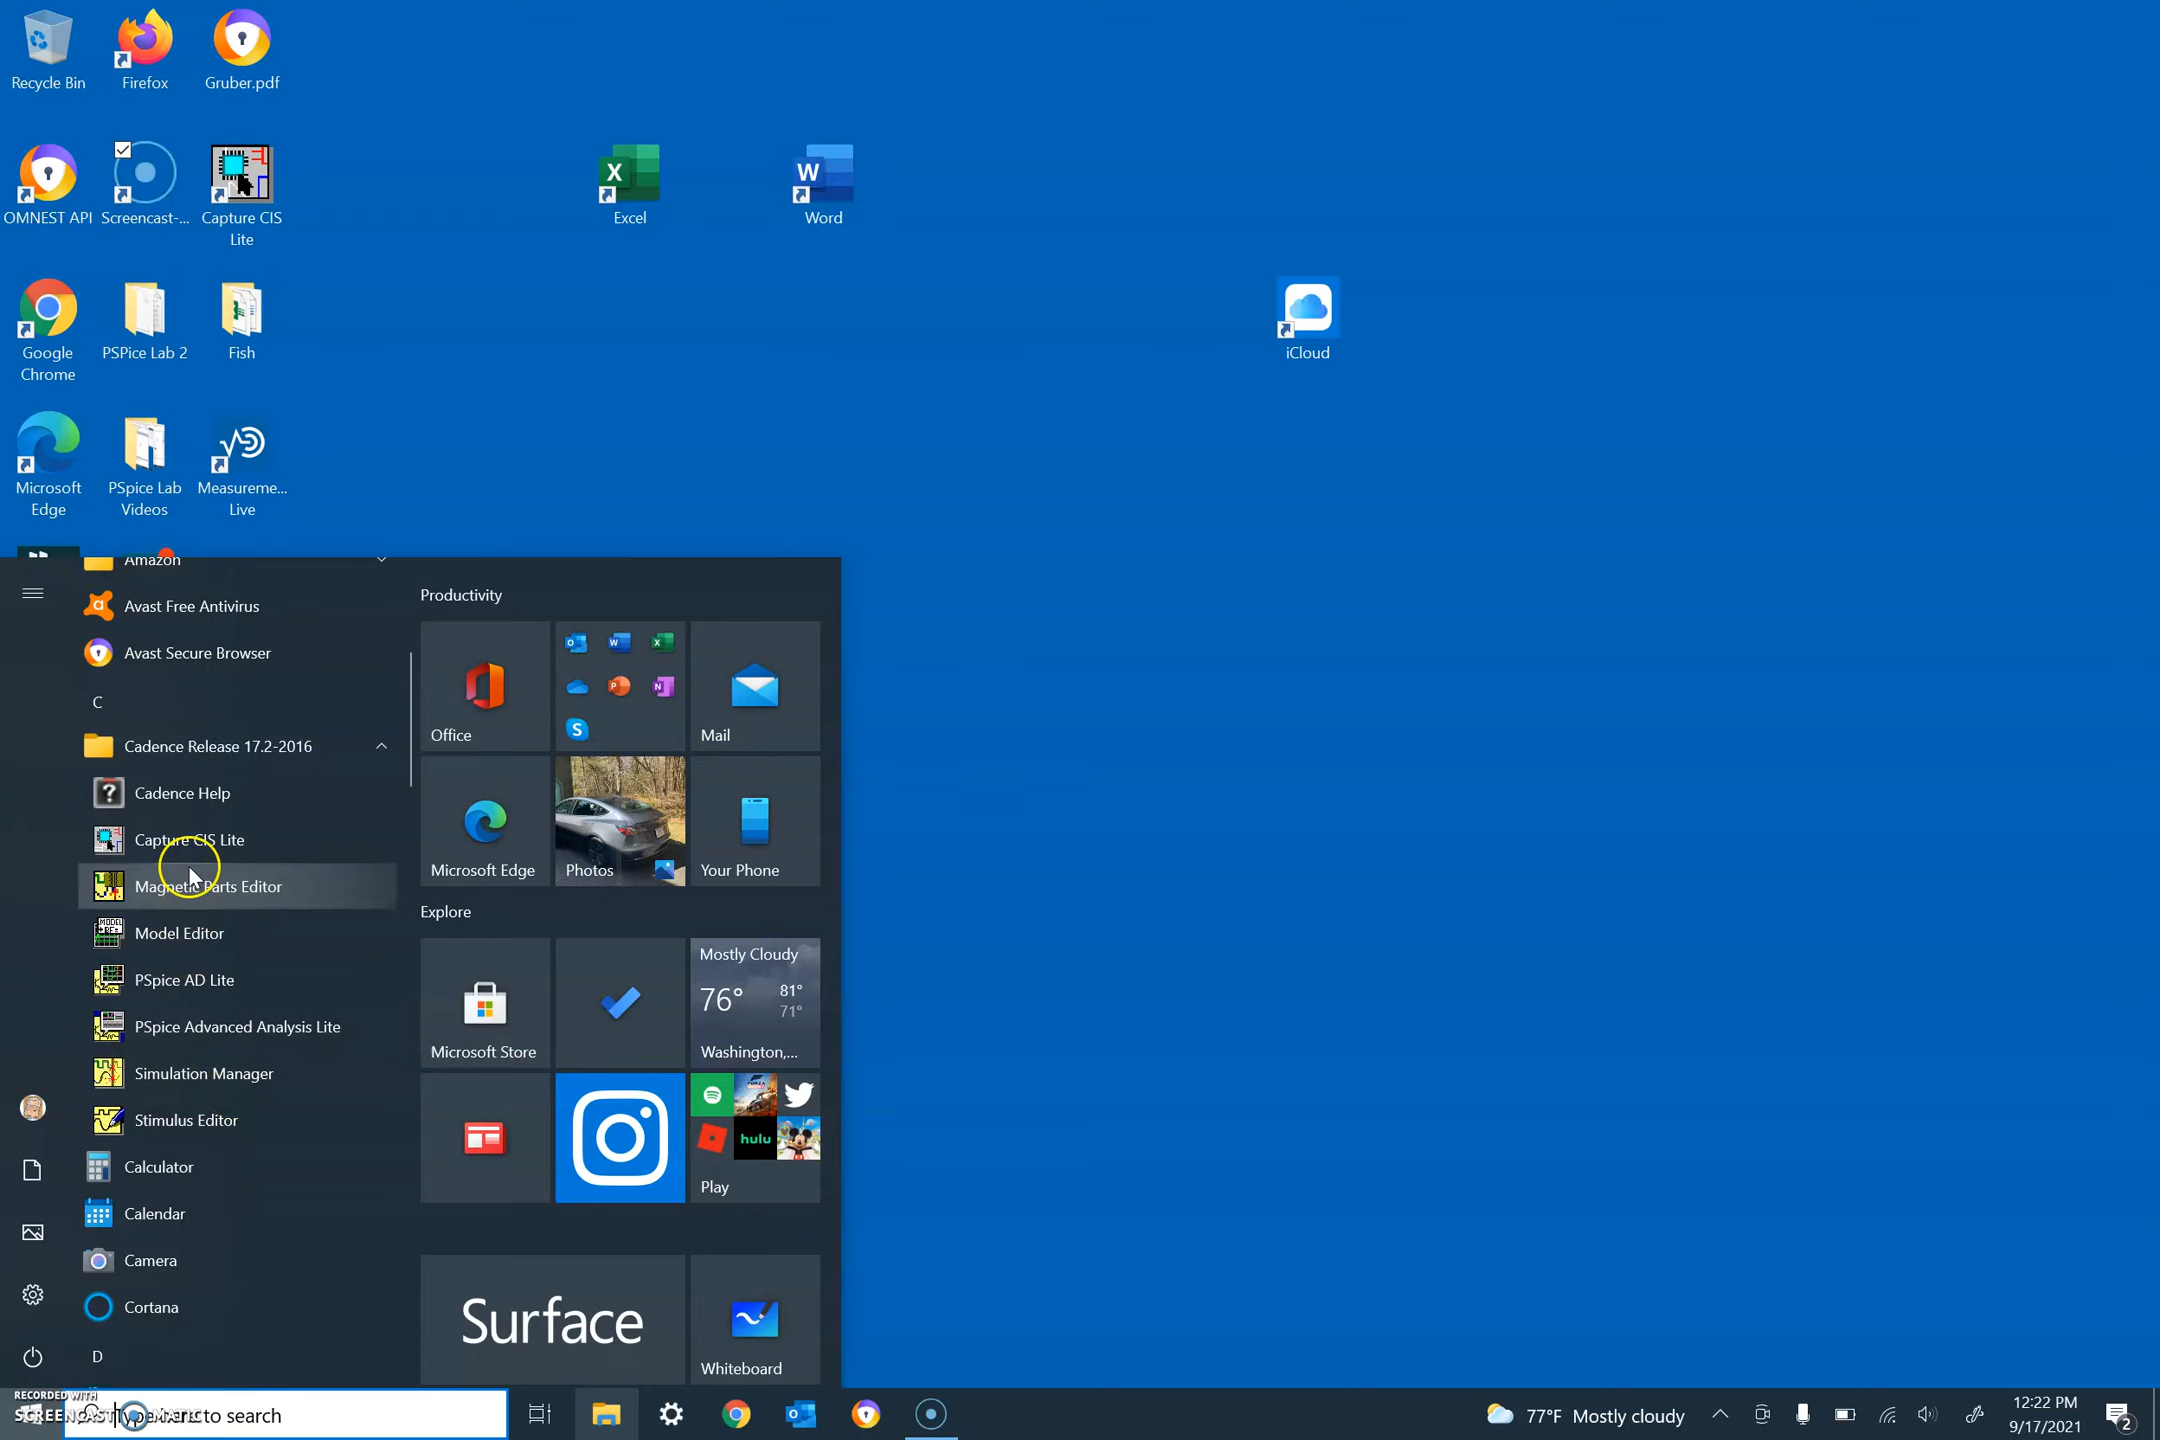 Recycle Bin
Firefox
Gruber.pdf
OMNEST API
Screencast-...
Capture CIS
Lite
Excel
Word
Google
Chrome
PSPice Lab 2
Fish
iCloud
Microsoft
Edge
PSpice Lab
Videos
Measureme...
Live
Amazon
Avast Free Antivirus
Avast Secure Browser
C
Cadence Release 17.2-2016
Cadence Help
Capture CIS Lite
Magnetic Parts Editor
Model Editor
PSpice AD Lite
PSpice Advanced Analysis Lite
Simulation Manager
Stimulus Editor
Calculator
Calendar
Camera
Cortana
D
Productivity
Office
Mail
Microsoft Edge
Photos
Your Phone
Explore
Microsoft Store
Mostly Cloudy
76°
81°
71°
Washington,...
hulu
Play
Surface
Whiteboard
RECORDED WITH
SCREENCAST MATIC
Type here to search
77°F Mostly cloudy
12:22 PM
9/17/2021
2